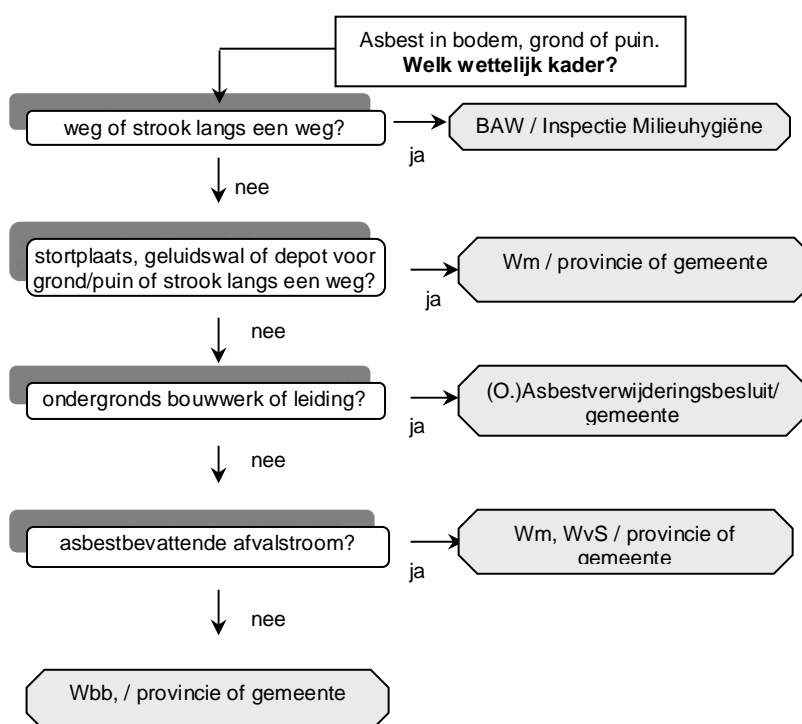 Asbest in bodem, grond of puin.
Welk wettelijk kader?
weg of strook langs een weg?
ja
BAW / Inspectie Milieuhygiëne
nee
stortplaats, geluidswal of depot voor
grond/puin of strook langs een weg?
ja
Wm / provincie of gemeente
nee
ondergronds bouwwerk of leiding?
ja
(O.)Asbestverwijderingsbesluit/
gemeente
nee
asbestbevattende afvalstroom?
ja
Wm, WvS / provincie of
gemeente
nee
Wbb, / provincie of gemeente